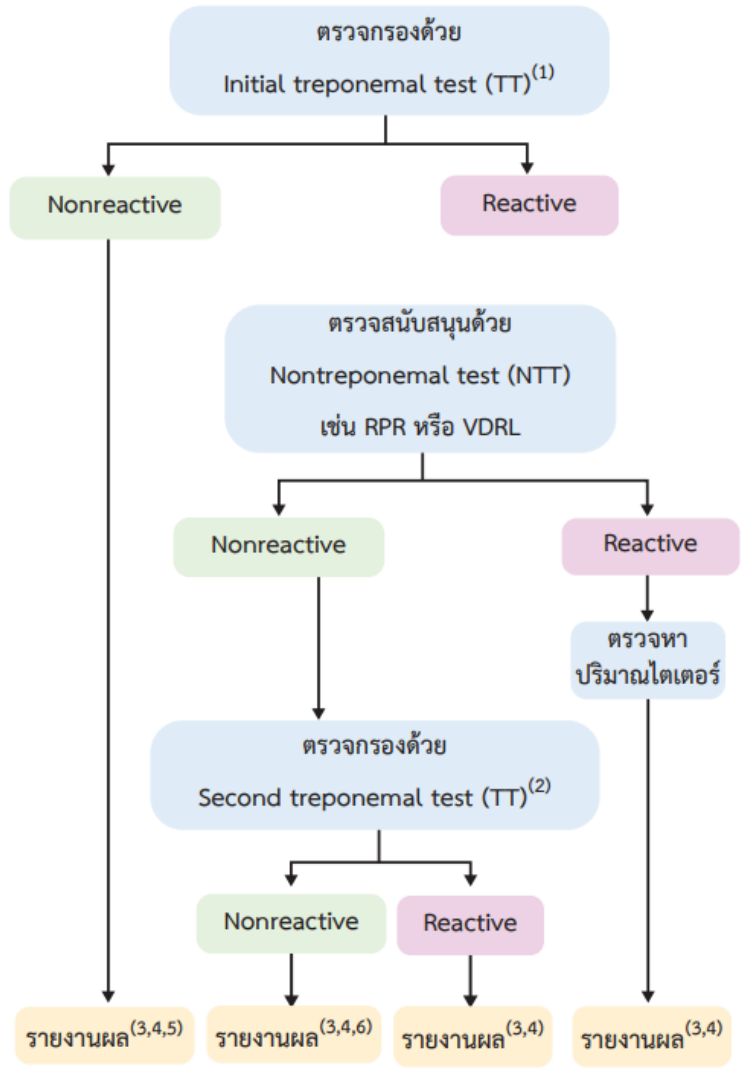 ตรวจกรองด้วย
Initial treponemal test (TT)(1)
Nonreactive
Reactive
ตรวจสนับสนุนด้วย
Nontreponemal test (NTT)
เช่น RPR หรือ VDRL
Nonreactive
Reactive
ตรวจหา
ปริมาณไตเตอร์
ตรวจกรองด้วย
Second treponemal test (TT)(2)
Nonreactive
Reactive
รายงานผล(3,4,5)
รายงานผล(3,4,6)
รายงานผล(3,4)
รายงานผล(3,4)